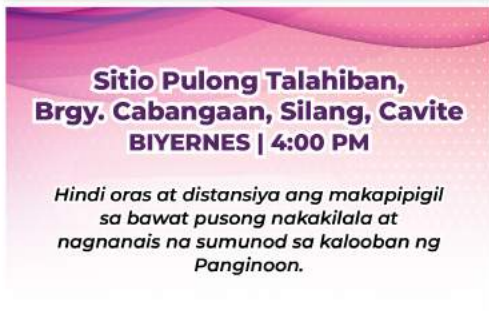 Sitio Pulong Talahiban,
Brgy. Cabangaan, Silang, Cavite
BIYERNES | 4:00 PM
Hindi oras at distansiya ang makapipigil
sa bawat pusong nakakilala at
nagnanais na sumunod sa kalooban ng
Panginoon.